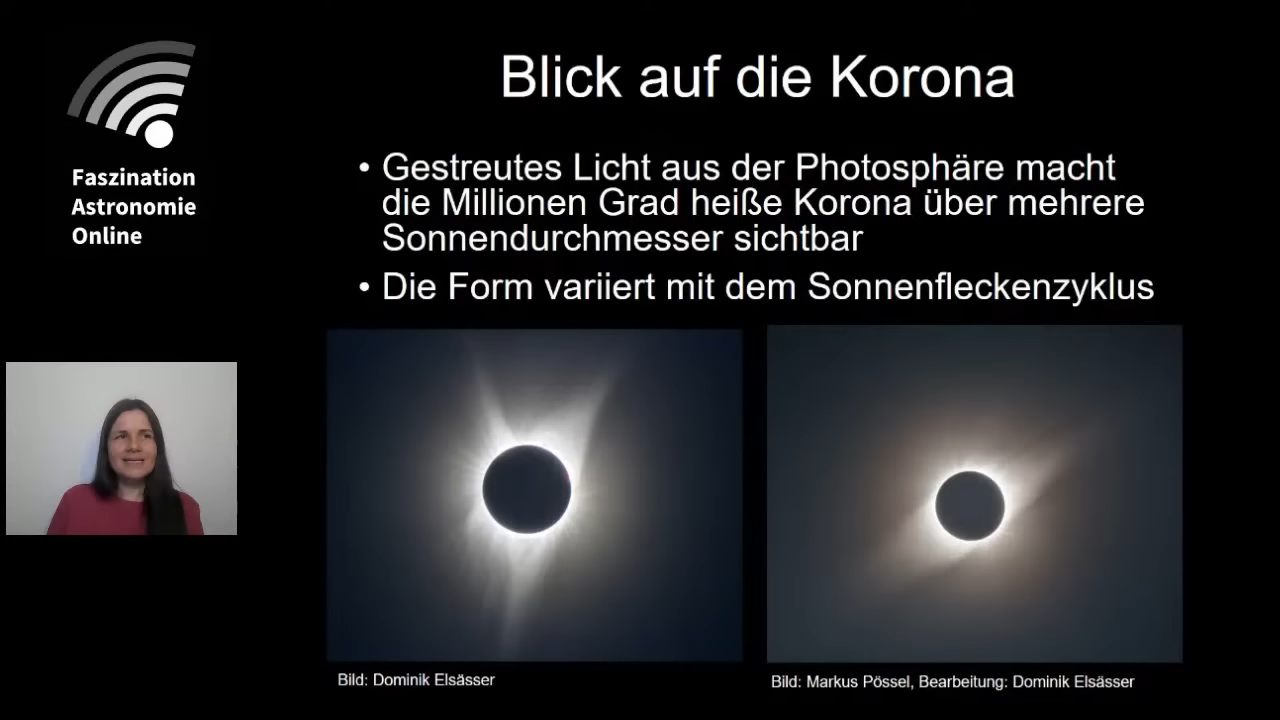 Faszination
Astronomie
Online
Blick auf die Korona
• Gestreutes Licht aus der Photosphäre macht
die Millionen Grad heiße Korona über mehrere
Sonnendurchmesser sichtbar
• Die Form variiert mit dem Sonnenfleckenzyklus
Bild: Dominik Elsässer
Bild: Markus Pössel, Bearbeitung: Dominik Elsässer